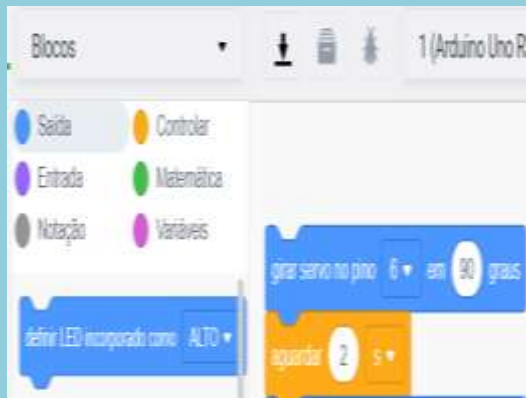 Blocos
1 (Arduino Uno R
Saída
Controlar
Entrada
Matemática
Notação
Variáveis
girar servo no pino 6 em 90 graus
definir LED incorporado como ALTO
aguardar 2 s